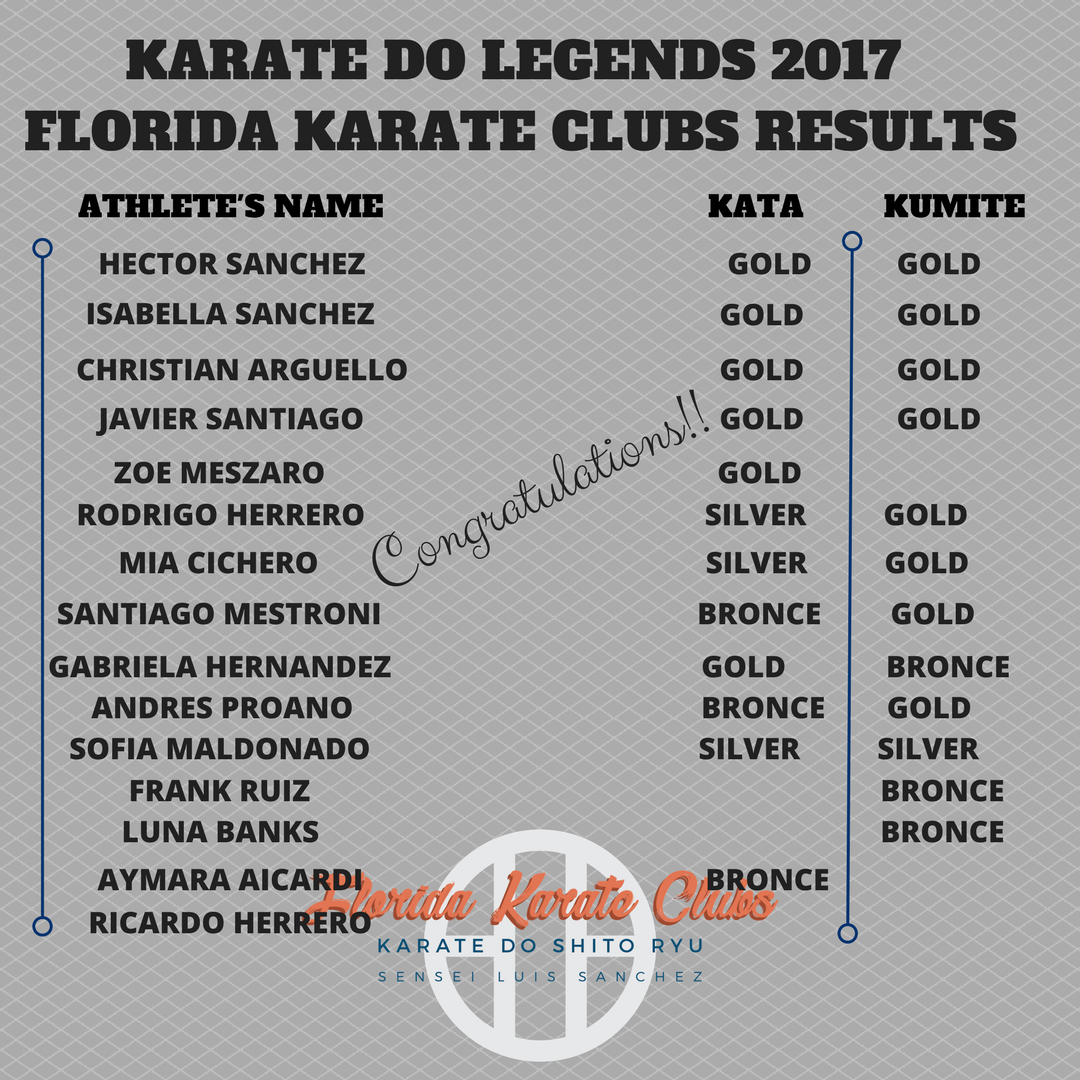 KARATE DO LEGENDS 2017
FLORIDA KARATE CLUBS RESULTS
ATHLETE'S NAME KATA KUMITE
HECTOR SANCHEZ GOLD GOLD
ISABELLA SANCHEZ GOLD GOLD
CHRISTIAN ARGUELLO GOLD GOLD
JAVIER SANTIAGO GOLD GOLD
Congratulations!!
ZOE MESZARO GOLD
RODRIGO HERRERO SILVER GOLD
MIA CICHERO SILVER GOLD
SANTIAGO MESTRONI BRONCE GOLD
GABRIELA HERNANDEZ GOLD BRONCE
ANDRES PROANO BRONCE GOLD
SOFIA MALDONADO SILVER SILVER
FRANK RUIZ BRONCE
LUNA BANKS BRONCE
AYMARA AICARDI BRONCE
Florida Karate Clubs
RICARDO HERRERO
KARATE DO SHITO RYU
SENSEI LUIS SANCHEZ